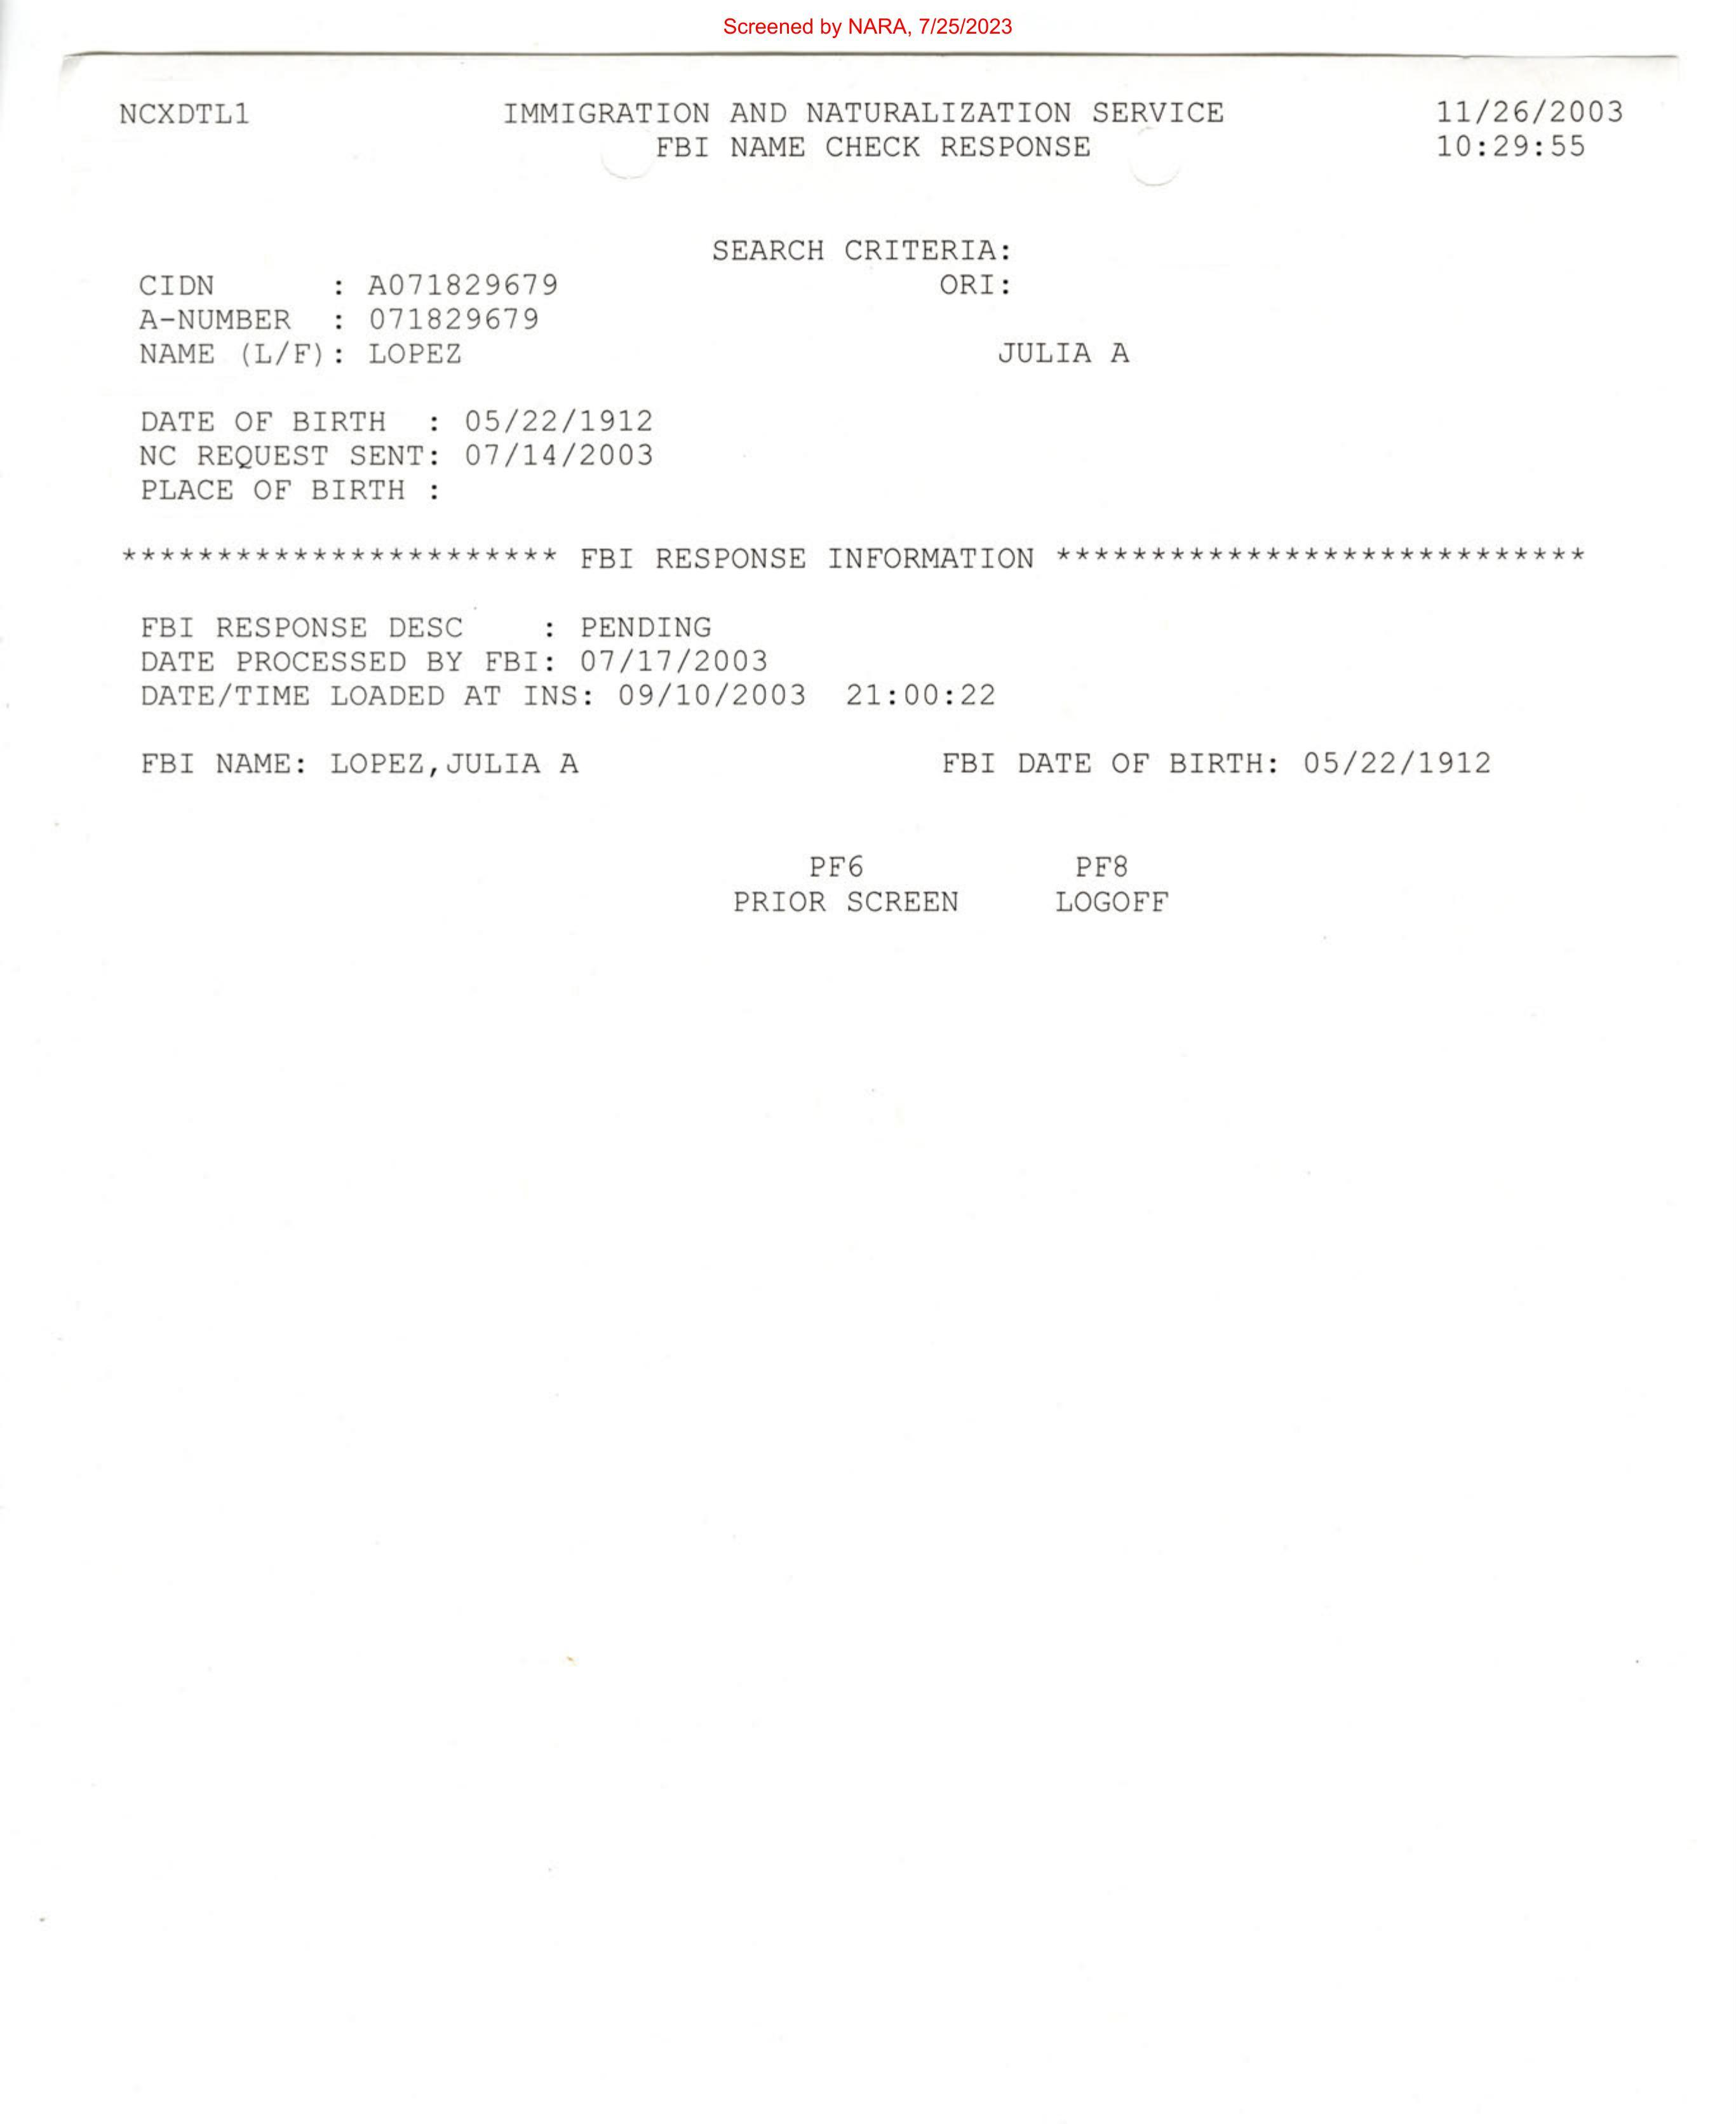 Screened by NARA, 7/25/2023
NCXDTL1 IMMIGRATION AND NATURALIZATION SERVICE 11/26/2003
FBI NAME CHECK RESPONSE 10:29:55
SEARCH CRITERIA:
CIDN : A071829679 ORI:
A-NUMBER : 071829679
NAME (L/F): LOPEZ JULIA A
DATE OF BIRTH : 05/22/1912
NC REQUEST SENT: 07/14/2003
PLACE OF BIRTH :
*********************** FBI RESPONSE INFORMATION ****************************
FBI RESPONSE DESC : PENDING
DATE PROCESSED BY FBI: 07/17/2003
DATE/TIME LOADED AT INS: 09/10/2003 21:00:22
FBI NAME: LOPEZ,JULIA A FBI DATE OF BIRTH: 05/22/1912
PF6 PF8
PRIOR SCREEN LOGOFF